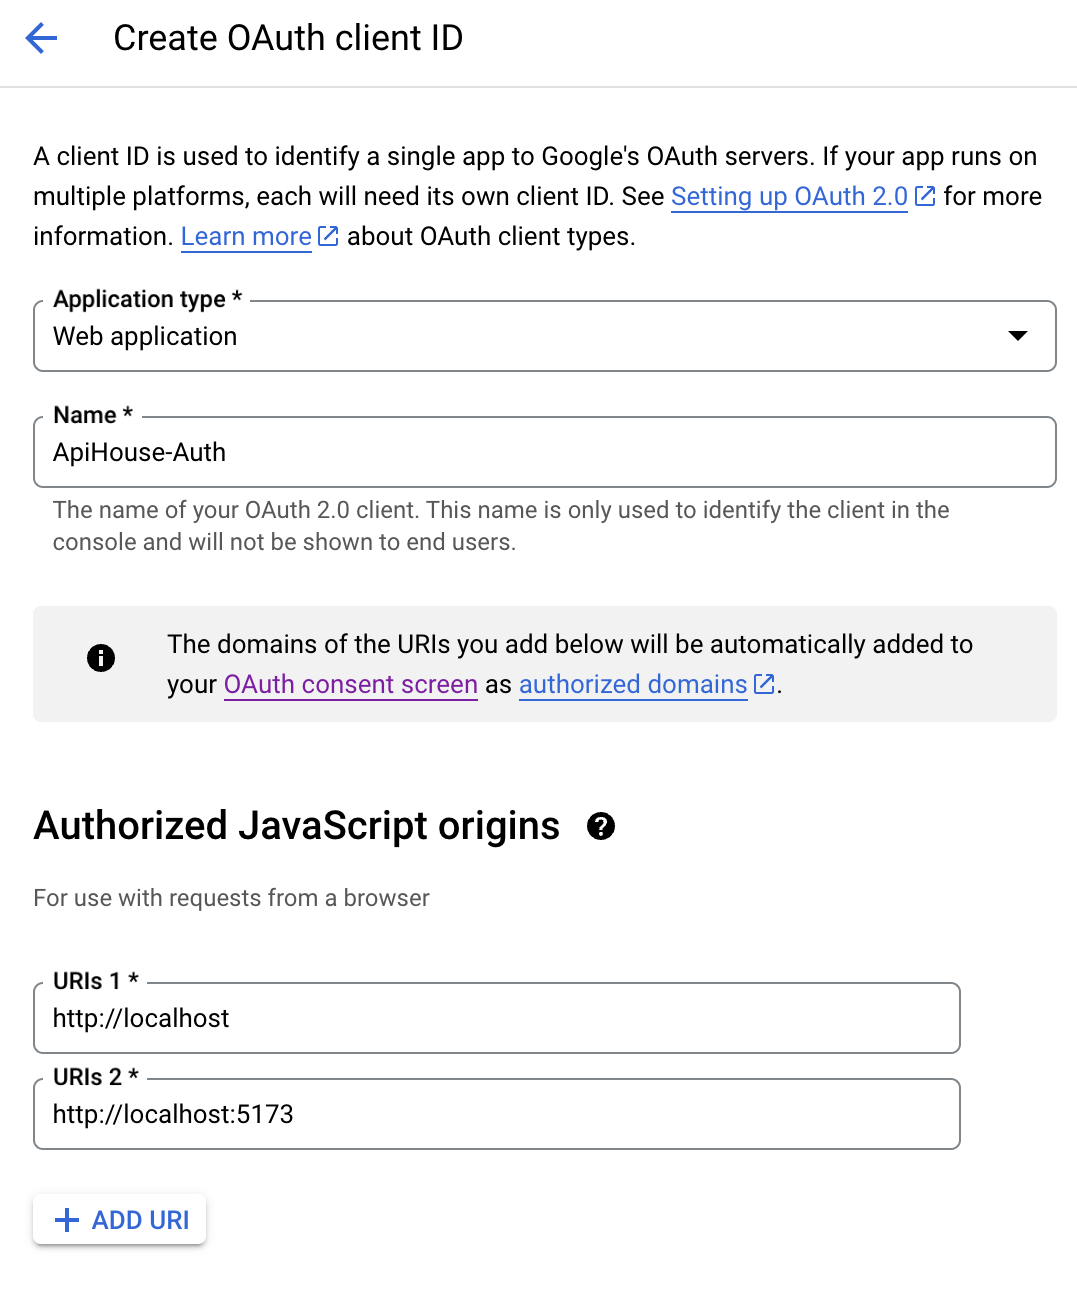 Create OAuth client ID
A client ID is used to identify a single app to Google's OAuth servers. If your app runs on
multiple platforms, each will need its own client ID. See Setting up OAuth 2.0 for more
information. Learn more about OAuth client types.
Application type *
Web application
Name *
ApiHouse-Auth
The name of your OAuth 2.0 client. This name is only used to identify the client in the
console and will not be shown to end users.
The domains of the URIs you add below will be automatically added to
your OAuth consent screen as authorized domains.
Authorized JavaScript origins
For use with requests from a browser
URIs 1 *
http://localhost
URIs 2 *
http://localhost:5173
ADD URI